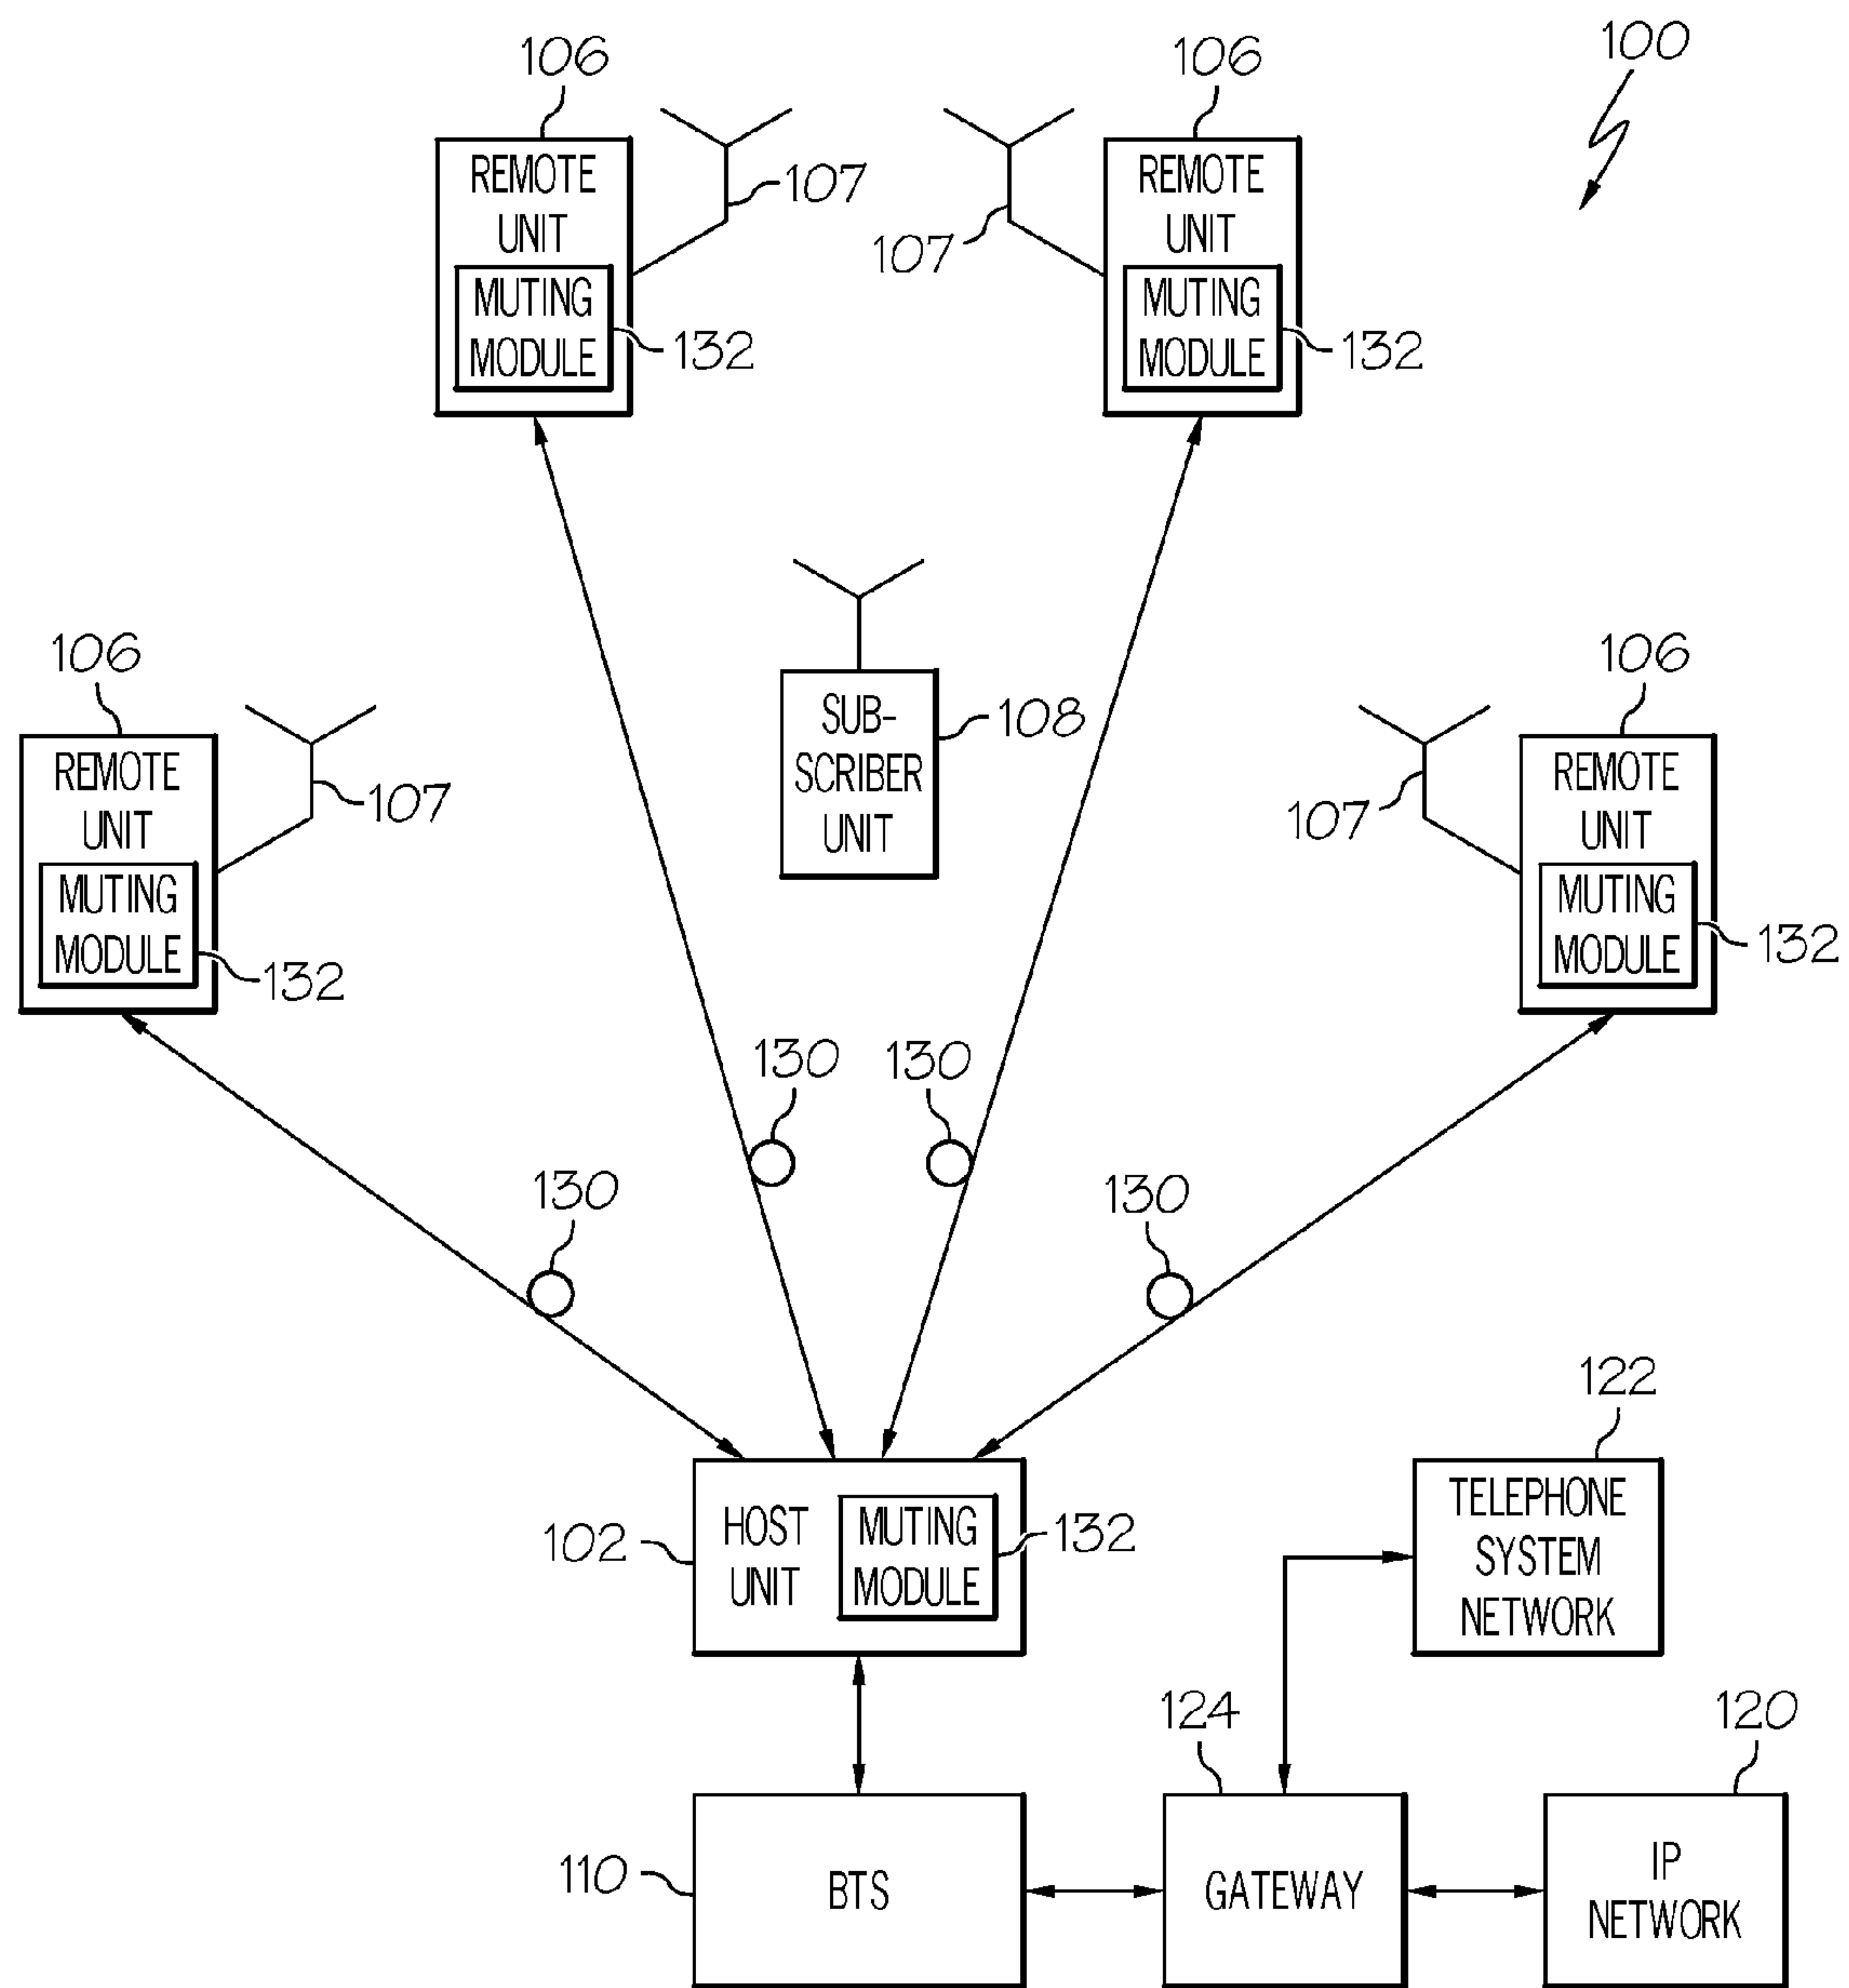 100
106
REMOTE
UNIT
MUTING
MODULE
107
132
106
REMOTE
UNIT
MUTING
MODULE
107
132
106
REMOTE
UNIT
MUTING
MODULE
107
132
SUB-
SCRIBER
UNIT
108
106
REMOTE
UNIT
MUTING
MODULE
107
132
130
130
130
130
102
HOST
UNIT
MUTING
MODULE
132
122
TELEPHONE
SYSTEM
NETWORK
110
BTS
124
GATEWAY
120
IP
NETWORK